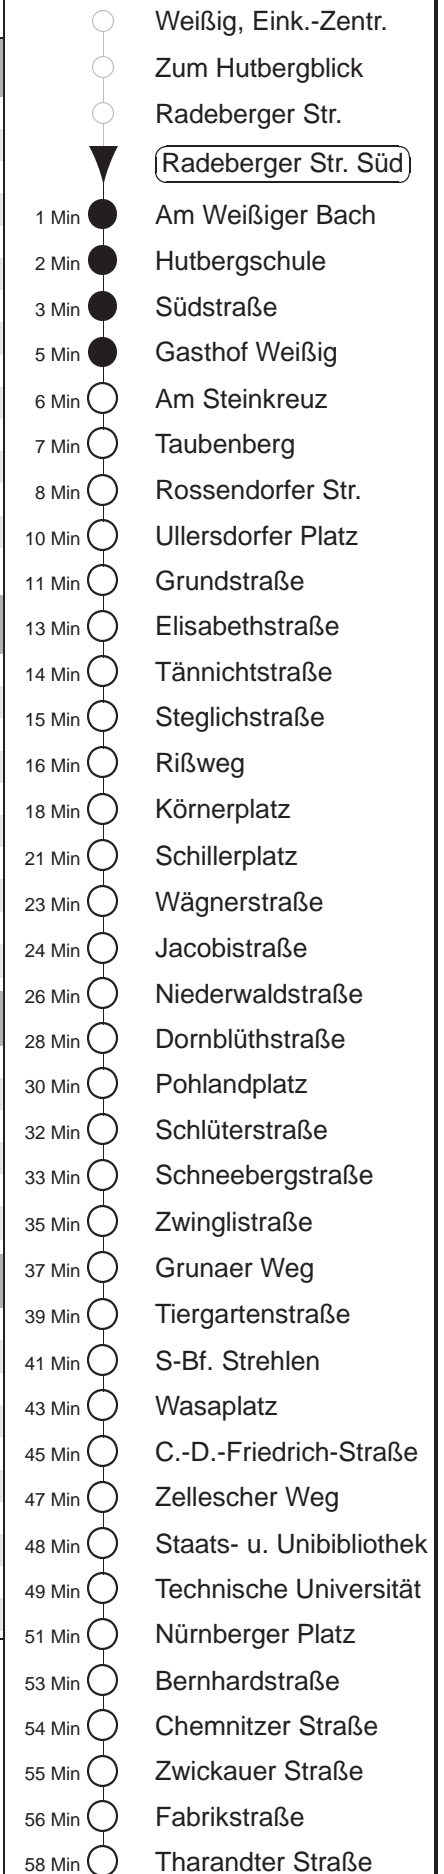 Weißig, Eink.-Zentr.
Zum Hutbergblick
Radeberger Str.
Radeberger Str. Süd
1 Min Am Weißiger Bach
2 Min Hutbergschule
3 Min Südstraße
5 Min Gasthof Weißig
6 Min Am Steinkreuz
7 Min Taubenberg
8 Min Rossendorfer Str.
10 Min Ullersdorfer Platz
11 Min Grundstraße
13 Min Elisabethstraße
14 Min Tännichtstraße
15 Min Steglichstraße
16 Min Rißweg
18 Min Körnerplatz
21 Min Schillerplatz
23 Min Wägnerstraße
24 Min Jacobistraße
26 Min Niederwaldstraße
28 Min Dornblüthstraße
30 Min Pohlandplatz
32 Min Schlüterstraße
33 Min Schneebergstraße
35 Min Zwinglistraße
37 Min Grunaer Weg
39 Min Tiergartenstraße
41 Min S-Bf. Strehlen
43 Min Wasaplatz
45 Min C.-D.-Friedrich-Straße
47 Min Zellescher Weg
48 Min Staats- u. Unibibliothek
49 Min Technische Universität
51 Min Nürnberger Platz
53 Min Bernhardstraße
54 Min Chemnitzer Straße
55 Min Zwickauer Straße
56 Min Fabrikstraße
58 Min Tharandter Straße